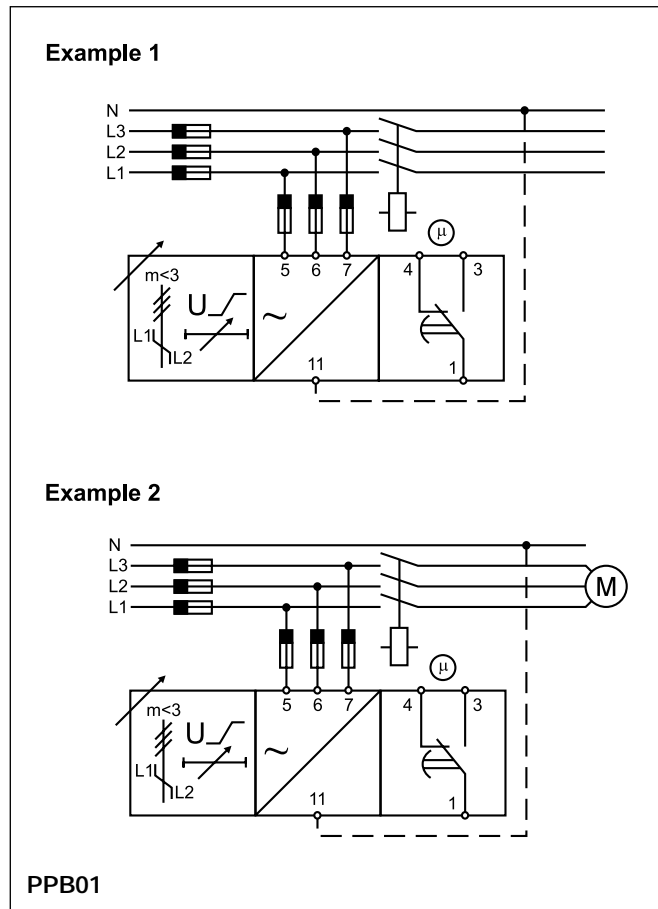 Example 1
N
L3
L2
L1
μ
5 6 7 4 3
m<3
U
L1
L2
~
11
1
Example 2
N
L3
L2
L1
M
μ
5 6 7 4 3
m<3
U
L1
L2
~
11
1
PPB01